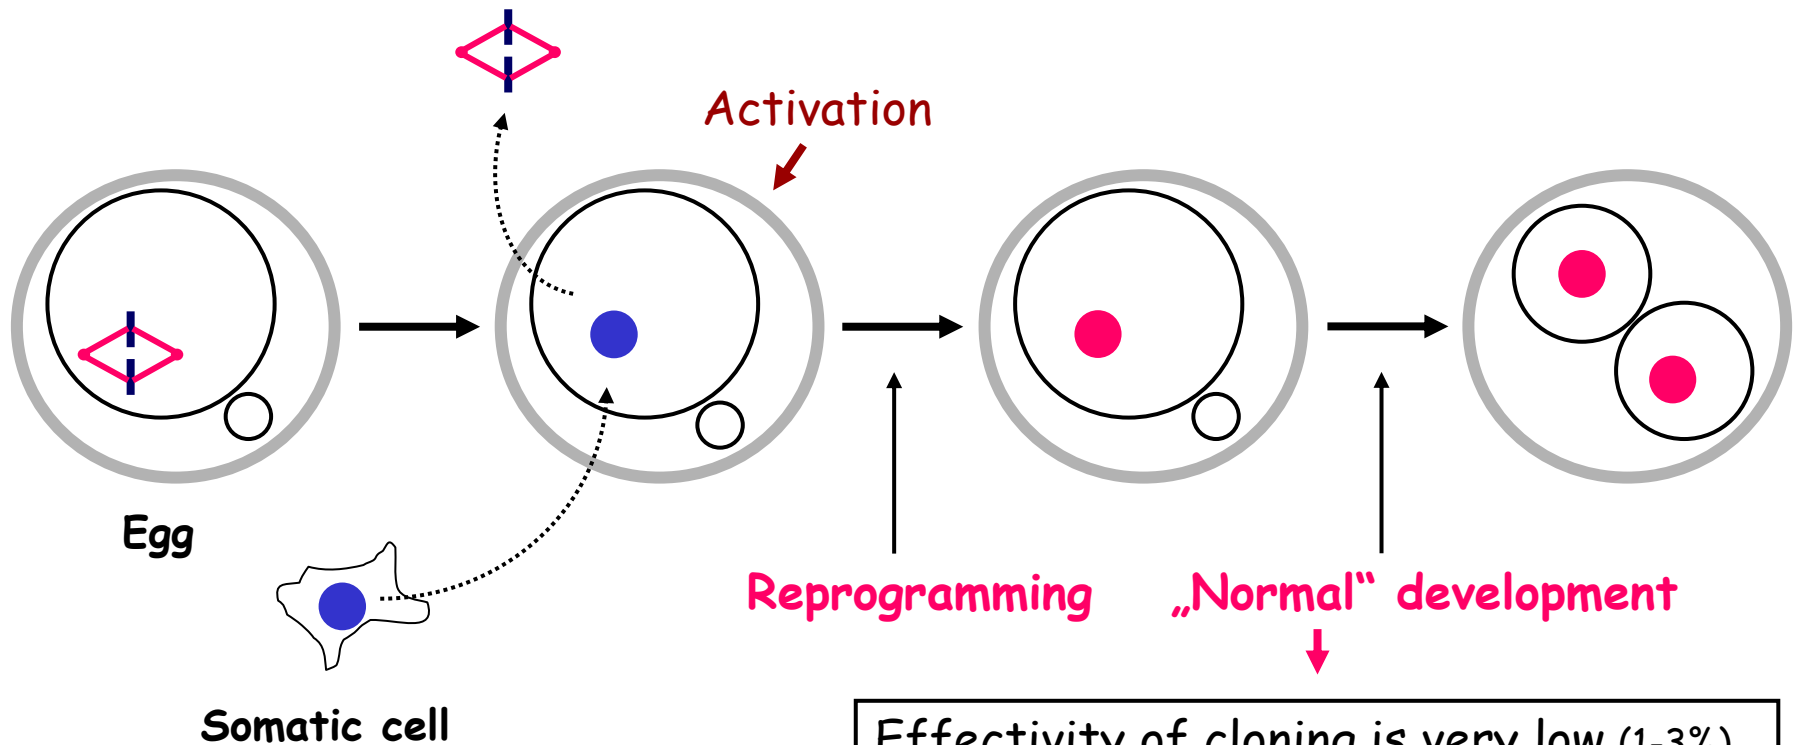 Activation
Egg
Reprogramming
„Normal“ development
Somatic cell
Effectivity of cloning is very low (1-3%)